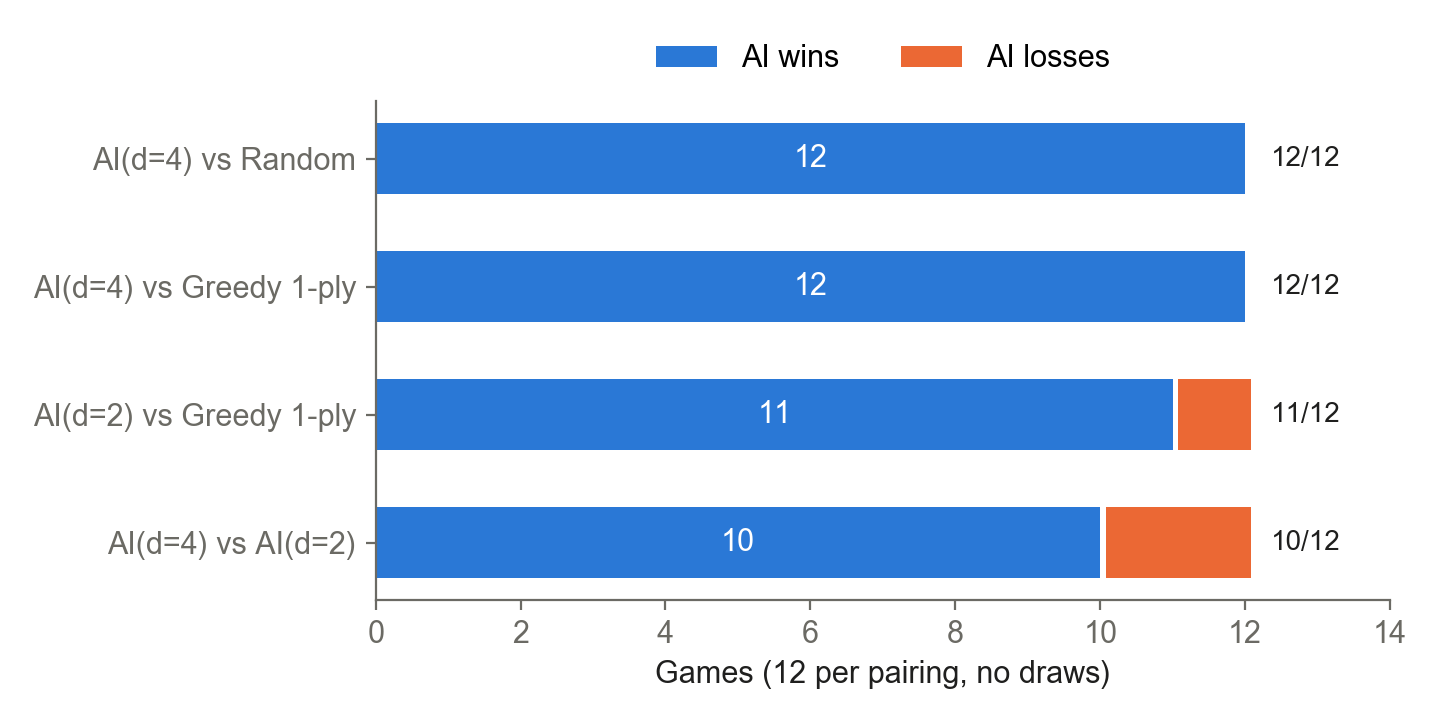 AI wins AI losses
AI(d=4) vs Random 12 12/12
AI(d=4) vs Greedy 1-ply 12 12/12
AI(d=2) vs Greedy 1-ply 11 11/12
AI(d=4) vs AI(d=2) 10 10/12
0 2 4 6 8 10 12 14
Games (12 per pairing, no draws)